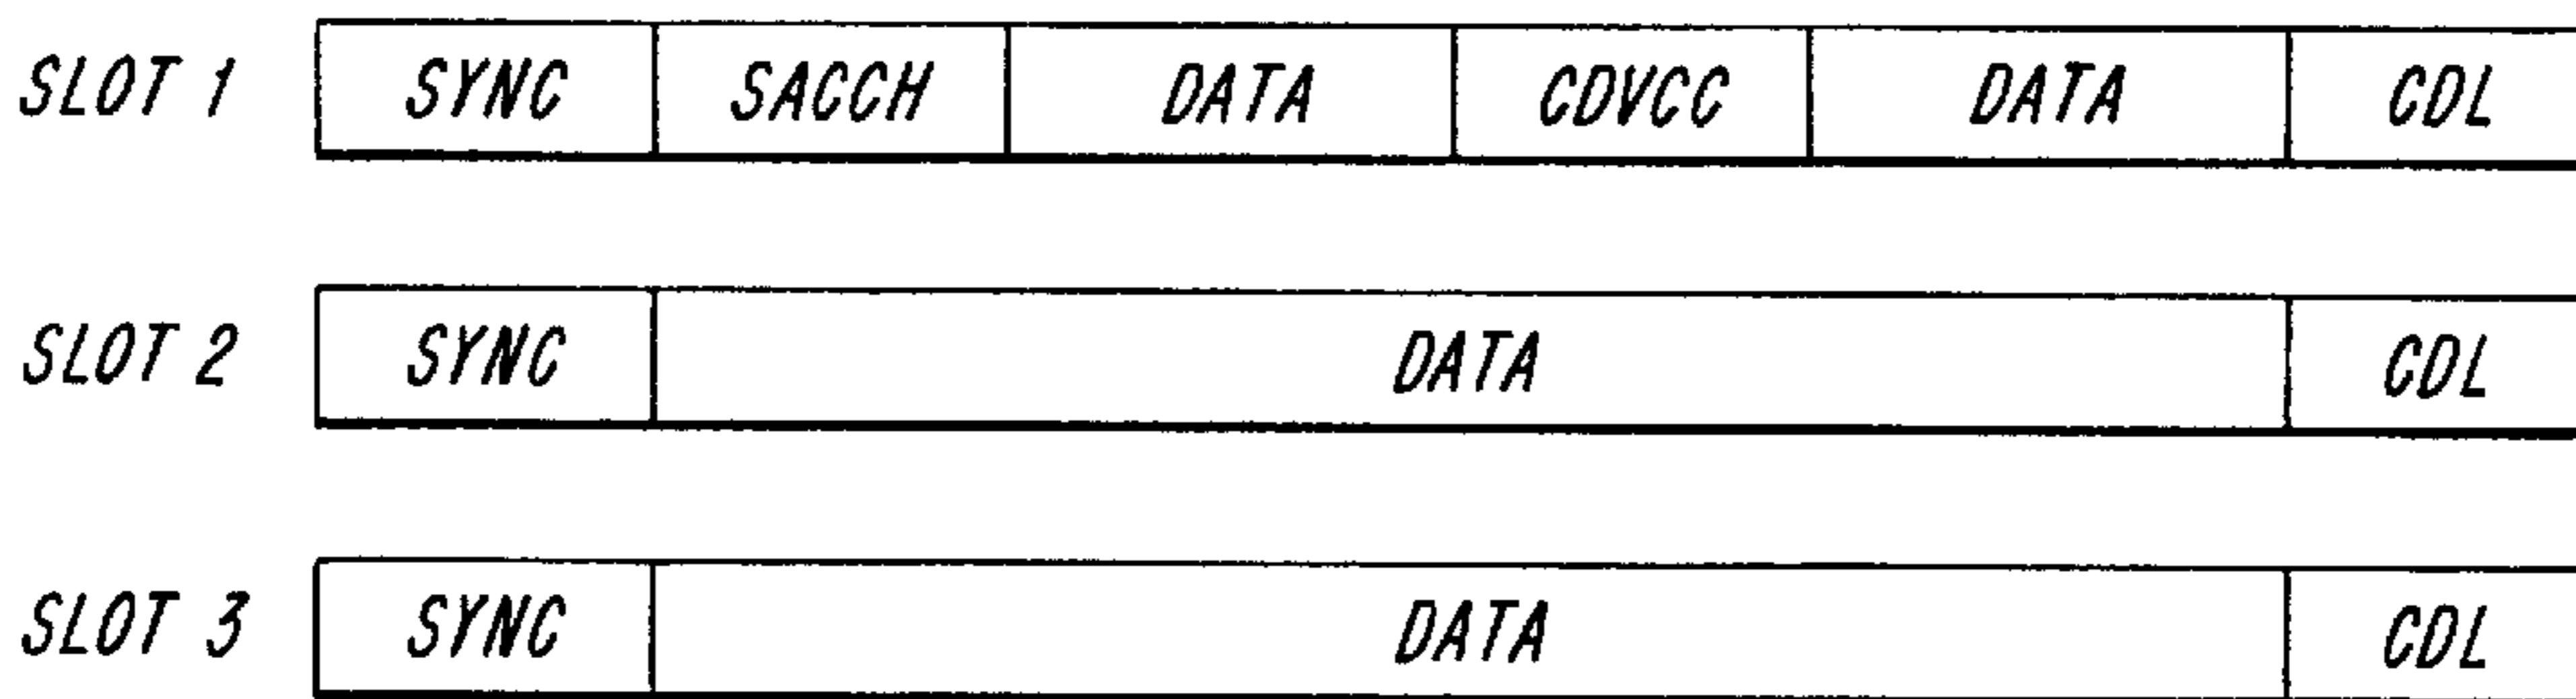 SLOT 1 SYNC SACCH DATA CDVCC DATA CDL
SLOT 2 SYNC DATA CDL
SLOT 3 SYNC DATA CDL